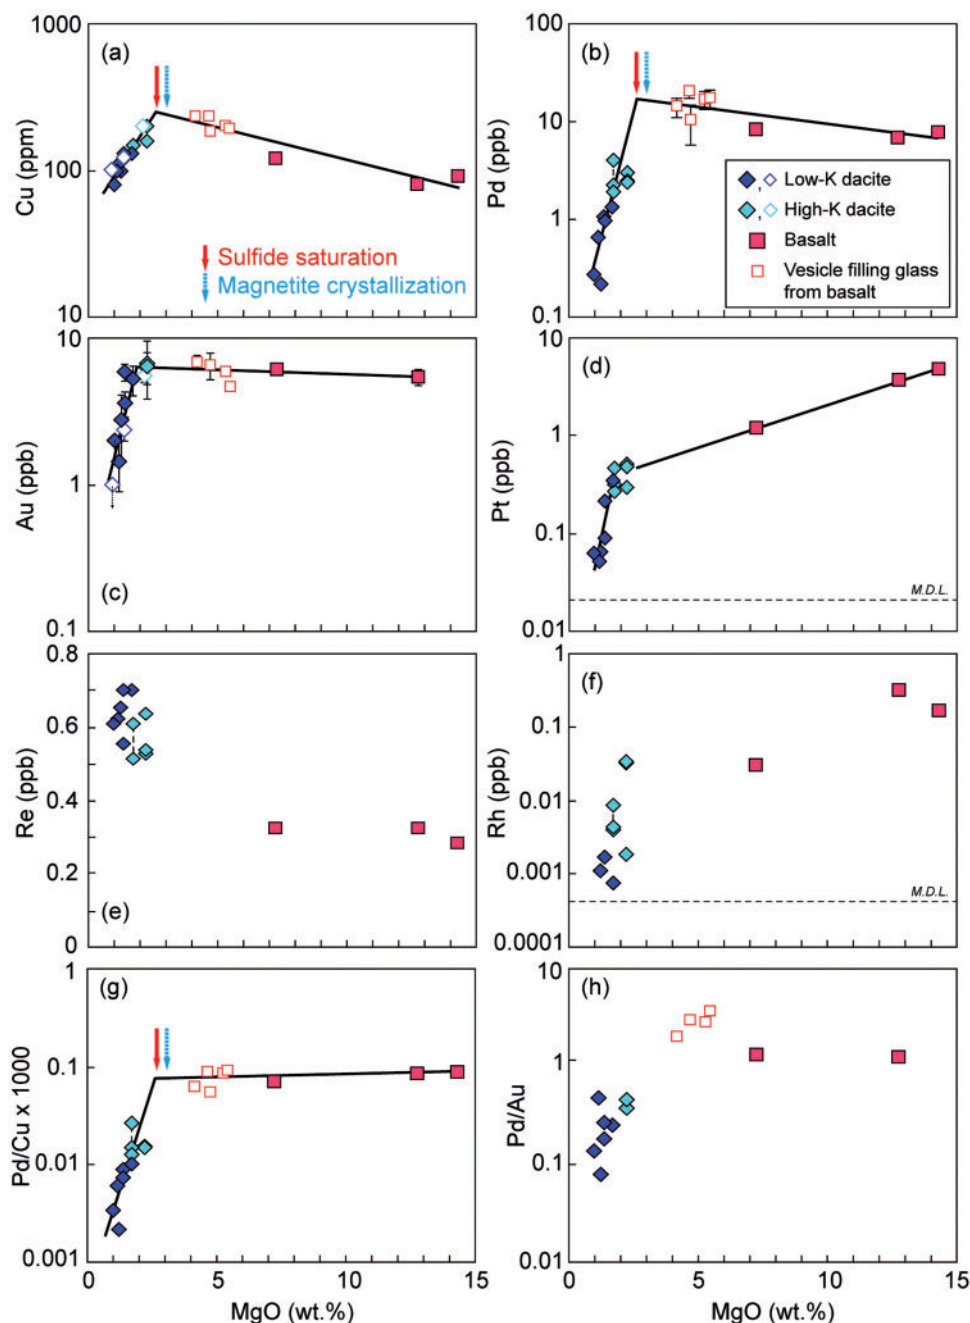 1000
(a)
Cu (ppm)
100
Sulfide saturation
Magnetite crystallization
10
100
(b)
Pd (ppb)
10
1
0.1
Low-K dacite
High-K dacite
Basalt
Vesicle filling glass
from basalt
10
Au (ppb)
1
(c)
0.1
10
(d)
Pt (ppb)
1
0.1
M.D.L.
0.01
0.8
0.6
Re (ppb)
0.4
0.2
(e)
0
1
(f)
0.1
Rh (ppb)
0.01
0.001
M.D.L.
0.0001
1
(g)
Pd/Cu x 1000
0.1
0.01
0.001
0
5
10
15
MgO (wt.%)
10
(h)
Pd/Au
1
0.1
0.01
0
5
10
15
MgO (wt.%)